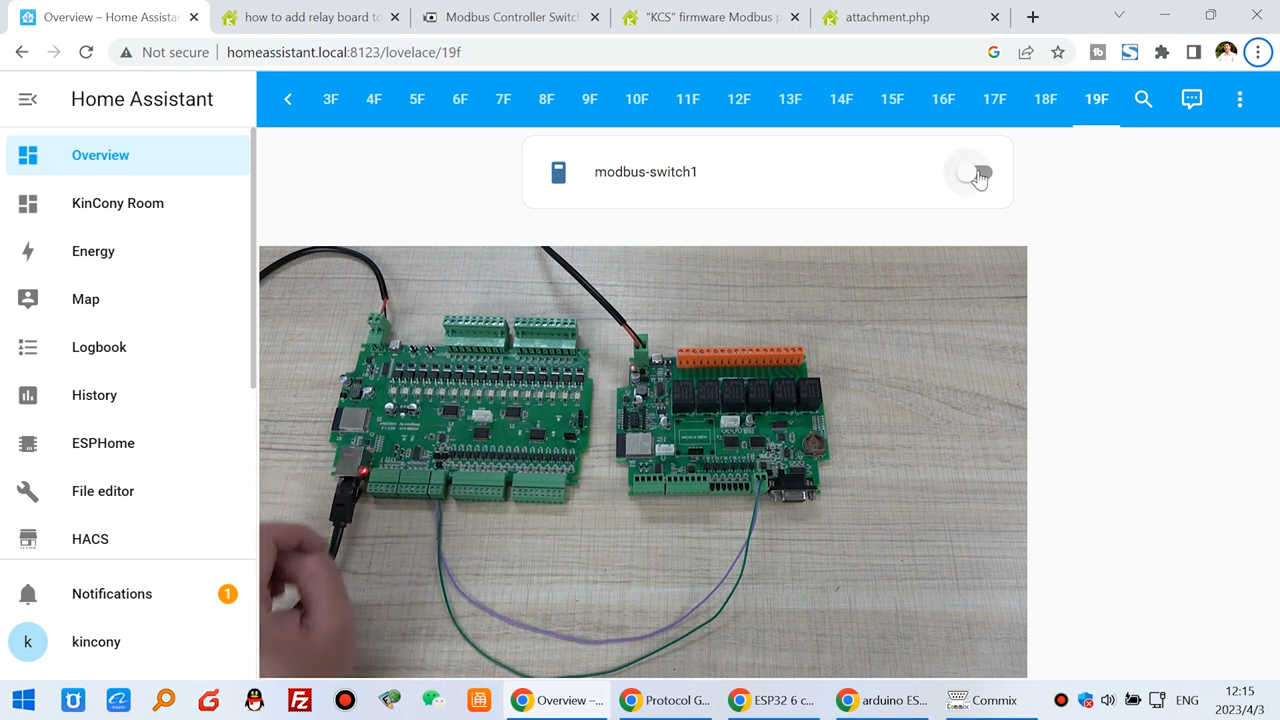 Overview – Home Assistant
how to add relay board to
Modbus Controller Switch
"KCS" firmware Modbus p
attachment.php
Not secure
homeassistant.local:8123/lovelace/19f
Home Assistant
3F 4F 5F 6F 7F 8F 9F 10F 11F 12F 13F 14F 15F 16F 17F 18F 19F
Overview
KinCony Room
Energy
Map
Logbook
History
ESPHome
File editor
HACS
Notifications 1
k kincony
modbus-switch1
Overview –...
Protocol G...
ESP32 6 c...
arduino ES...
Commix
ENG
12:15
2023/4/3